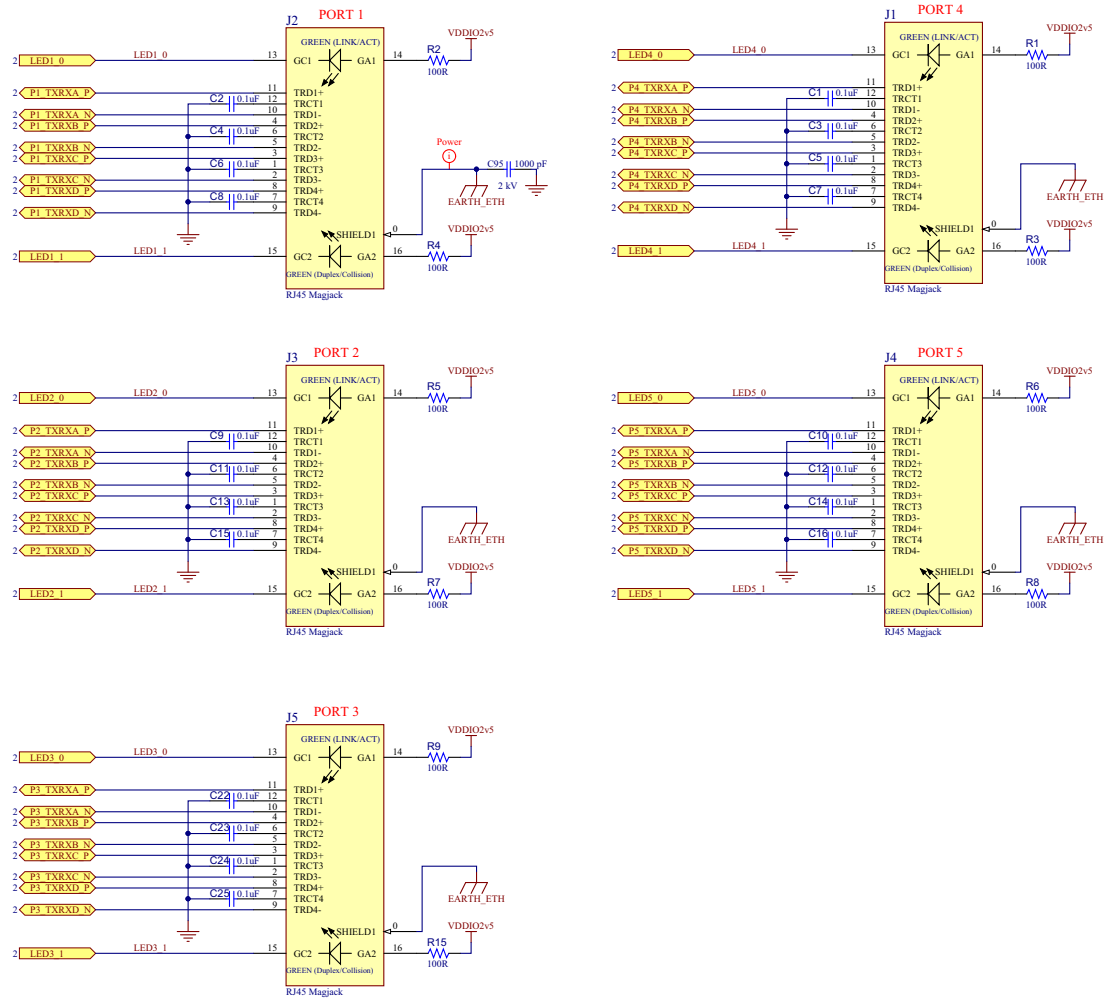 PORT 1
J2
GREEN (LINK/ACT)
VDDIO2v5
2 LED1_0 LED1_0 13 GC1 GA1 14 R2
100R
2 P1_TXRXA_P 11 TRD1+
C2 0.1uF 12 TRCT1
2 P1_TXRXA_N 10 TRD1-
2 P1_TXRXB_P 4 TRD2+
C4 0.1uF 6 TRCT2
2 P1_TXRXB_N 5 TRD2-
2 P1_TXRXC_P 3 TRD3+
C6 0.1uF 1 TRCT3
2 P1_TXRXC_N 2 TRD3-
2 P1_TXRXD_P 8 TRD4+
C8 0.1uF 7 TRCT4
2 P1_TXRXD_N 9 TRD4-
Power
i
C95 1000 pF
2 kV
EARTH_ETH
SHIELD1 0
VDDIO2v5
2 LED1_1 LED1_1 15 GC2 GA2 16 R4
100R
GREEN (Duplex/Collision)
RJ45 Magjack
PORT 4
J1
GREEN (LINK/ACT)
VDDIO2v5
2 LED4_0 LED4_0 13 GC1 GA1 14 R1
100R
2 P4_TXRXA_P 11 TRD1+
C1 0.1uF 12 TRCT1
2 P4_TXRXA_N 10 TRD1-
2 P4_TXRXB_P 4 TRD2+
C3 0.1uF 6 TRCT2
2 P4_TXRXB_N 5 TRD2-
2 P4_TXRXC_P 3 TRD3+
C5 0.1uF 1 TRCT3
2 P4_TXRXC_N 2 TRD3-
2 P4_TXRXD_P 8 TRD4+
C7 0.1uF 7 TRCT4
2 P4_TXRXD_N 9 TRD4-
EARTH_ETH
SHIELD1 0
VDDIO2v5
2 LED4_1 LED4_1 15 GC2 GA2 16 R3
100R
GREEN (Duplex/Collision)
RJ45 Magjack
PORT 2
J3
GREEN (LINK/ACT)
VDDIO2v5
2 LED2_0 LED2_0 13 GC1 GA1 14 R5
100R
2 P2_TXRXA_P 11 TRD1+
C9 0.1uF 12 TRCT1
2 P2_TXRXA_N 10 TRD1-
2 P2_TXRXB_P 4 TRD2+
C11 0.1uF 6 TRCT2
2 P2_TXRXB_N 5 TRD2-
2 P2_TXRXC_P 3 TRD3+
C13 0.1uF 1 TRCT3
2 P2_TXRXC_N 2 TRD3-
2 P2_TXRXD_P 8 TRD4+
C15 0.1uF 7 TRCT4
2 P2_TXRXD_N 9 TRD4-
EARTH_ETH
SHIELD1 0
VDDIO2v5
2 LED2_1 LED2_1 15 GC2 GA2 16 R7
100R
GREEN (Duplex/Collision)
RJ45 Magjack
PORT 5
J4
GREEN (LINK/ACT)
VDDIO2v5
2 LED5_0 LED5_0 13 GC1 GA1 14 R6
100R
2 P5_TXRXA_P 11 TRD1+
C10 0.1uF 12 TRCT1
2 P5_TXRXA_N 10 TRD1-
2 P5_TXRXB_P 4 TRD2+
C12 0.1uF 6 TRCT2
2 P5_TXRXB_N 5 TRD2-
2 P5_TXRXC_P 3 TRD3+
C14 0.1uF 1 TRCT3
2 P5_TXRXC_N 2 TRD3-
2 P5_TXRXD_P 8 TRD4+
C16 0.1uF 7 TRCT4
2 P5_TXRXD_N 9 TRD4-
EARTH_ETH
SHIELD1 0
VDDIO2v5
2 LED5_1 LED5_1 15 GC2 GA2 16 R8
100R
GREEN (Duplex/Collision)
RJ45 Magjack
PORT 3
J5
GREEN (LINK/ACT)
VDDIO2v5
2 LED3_0 LED3_0 13 GC1 GA1 14 R9
100R
2 P3_TXRXA_P 11 TRD1+
C22 0.1uF 12 TRCT1
2 P3_TXRXA_N 10 TRD1-
2 P3_TXRXB_P 4 TRD2+
C23 0.1uF 6 TRCT2
2 P3_TXRXB_N 5 TRD2-
2 P3_TXRXC_P 3 TRD3+
C24 0.1uF 1 TRCT3
2 P3_TXRXC_N 2 TRD3-
2 P3_TXRXD_P 8 TRD4+
C25 0.1uF 7 TRCT4
2 P3_TXRXD_N 9 TRD4-
EARTH_ETH
SHIELD1 0
VDDIO2v5
2 LED3_1 LED3_1 15 GC2 GA2 16 R15
100R
GREEN (Duplex/Collision)
RJ45 Magjack